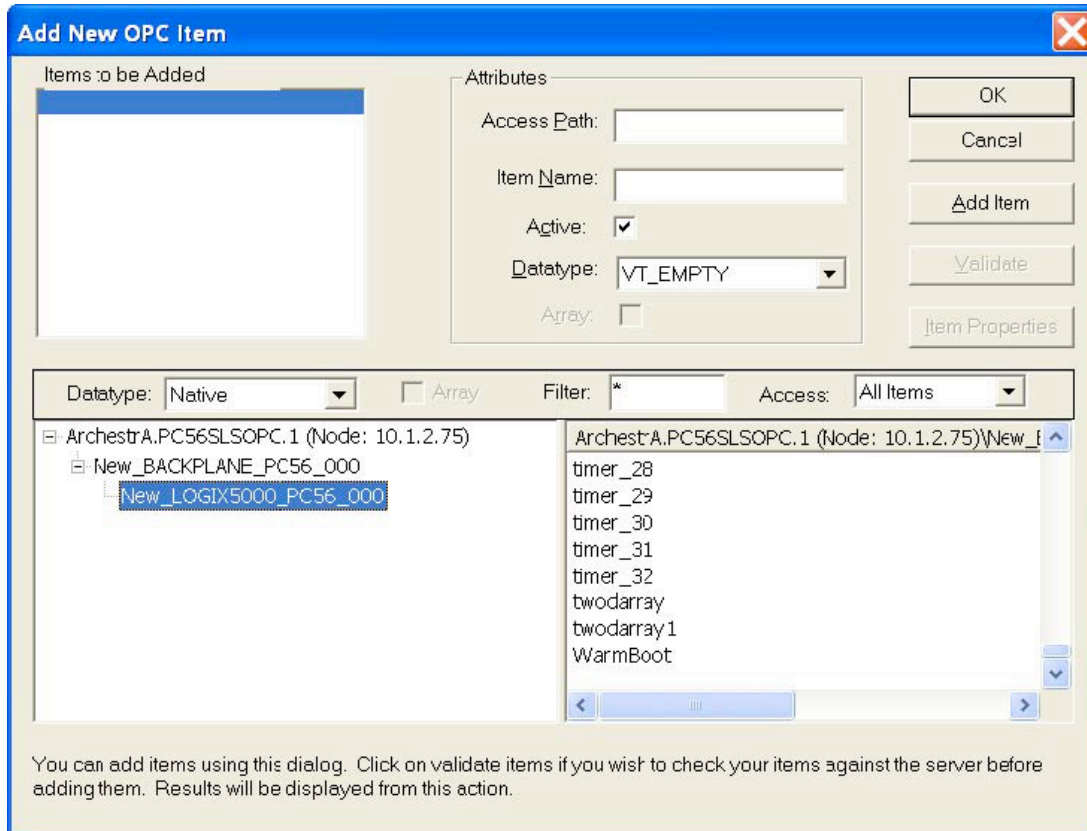 Add New OPC Item
Items to be Added
Attributes
Access Path:
Item Name:
Active:
Datatype:
VT_EMPTY
Array:
OK
Cancel
Add Item
Validate
Item Properties
Datatype: Native
Array
Filter: *
Access: All Items
ArchestrA.PC56SLSOPC.1 (Node: 10.1.2.75)
New_BACKPLANE_PC56_000
New_LOGIX5000_PC56_000
ArchestrA.PC56SLSOPC.1 (Node: 10.1.2.75)\New_
timer_28
timer_29
timer_30
timer_31
timer_32
twodarray
twodarray1
WarmBoot
You can add items using this dialog. Click on validate items if you wish to check your items against the server before
adding them. Results will be displayed from this action.